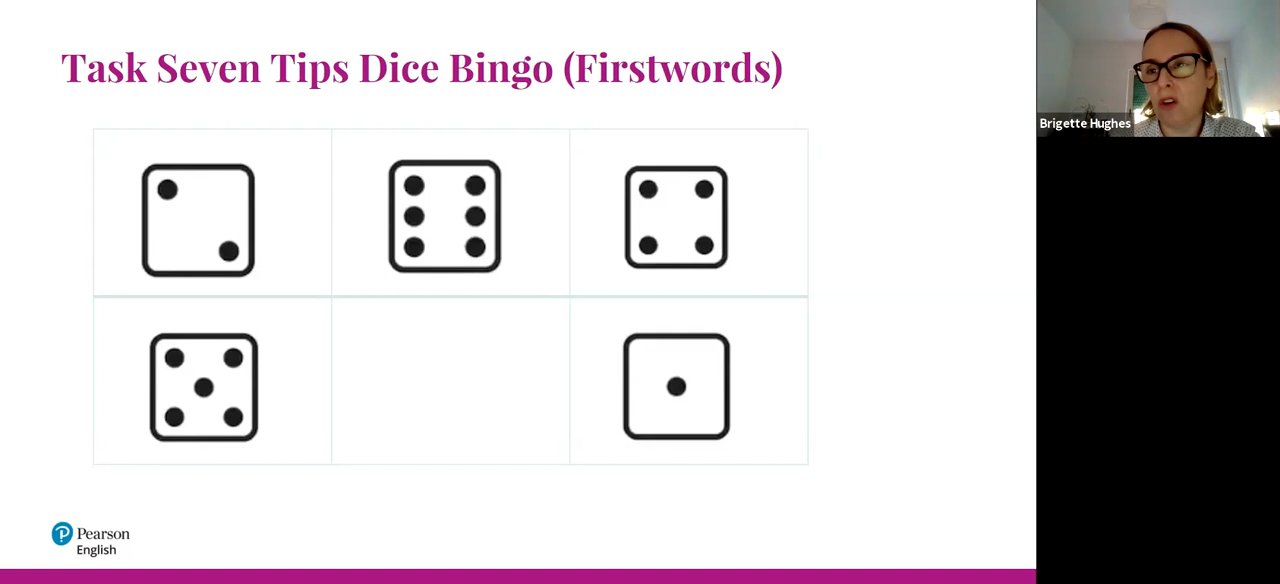 Task Seven Tips Dice Bingo (Firstwords)
Brigette Hughes
Pearson
English